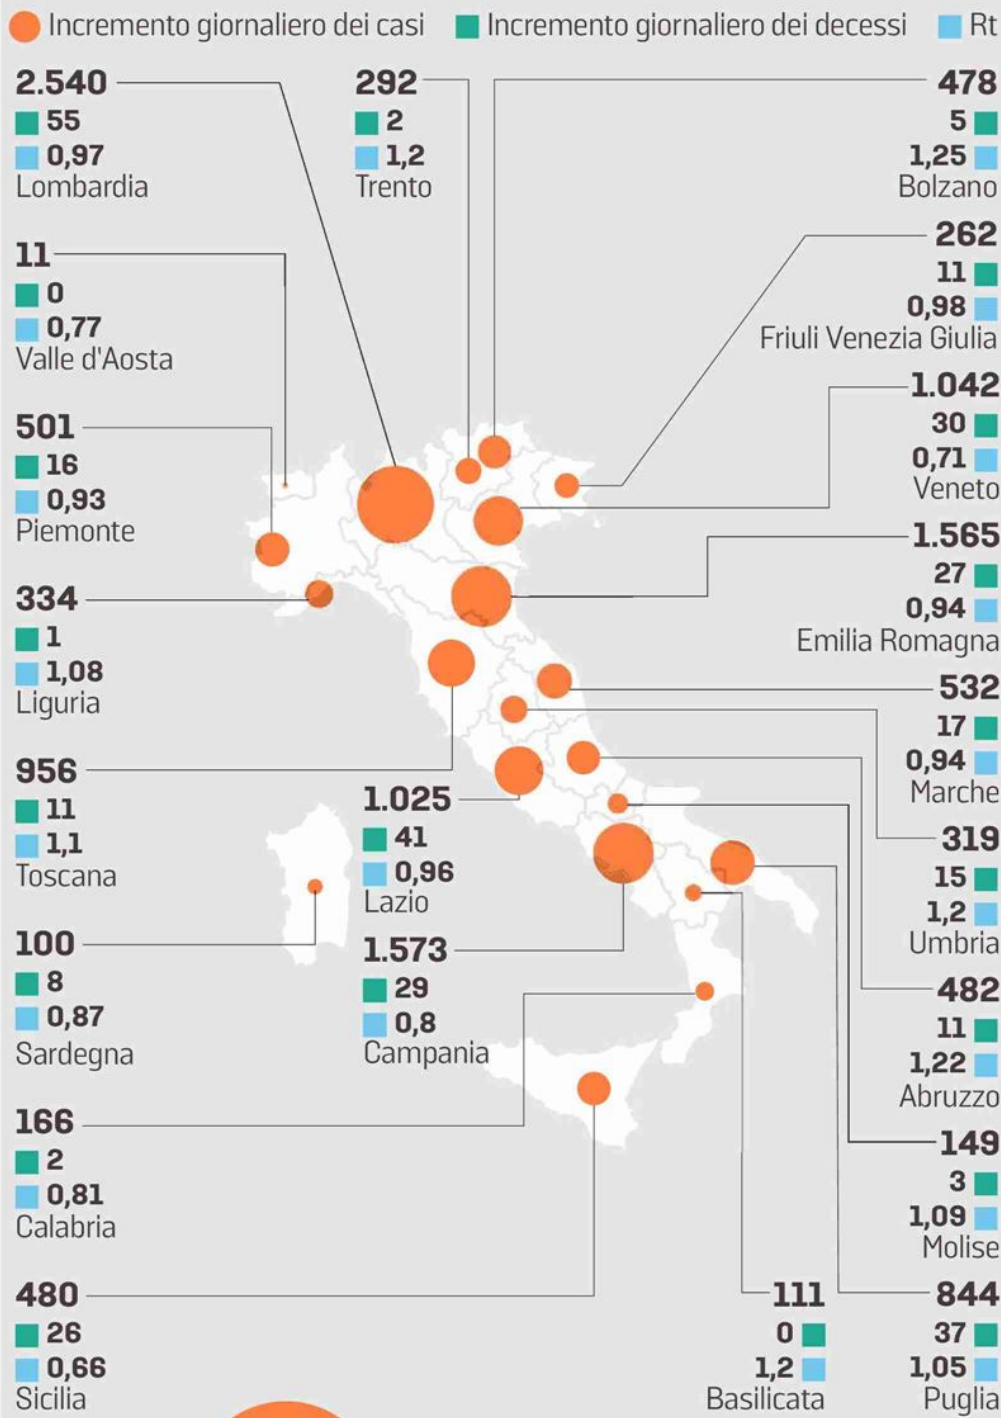 Incremento giornaliero dei casi Incremento giornaliero dei decessi Rt
2.540
55
0,97
Lombardia
292
2
1,2
Trento
478
5
1,25
Bolzano
11
0
0,77
Valle d'Aosta
262
11
0,98
Friuli Venezia Giulia
501
16
0,93
Piemonte
1.042
30
0,71
Veneto
334
1
1,08
Liguria
1.565
27
0,94
Emilia Romagna
956
11
1,1
Toscana
1.025
41
0,96
Lazio
532
17
0,94
Marche
319
15
1,2
Umbria
100
8
0,87
Sardegna
1.573
29
0,8
Campania
482
11
1,22
Abruzzo
166
2
0,81
Calabria
149
3
1,09
Molise
480
26
0,66
Sicilia
111
0
1,2
Basilicata
844
37
1,05
Puglia